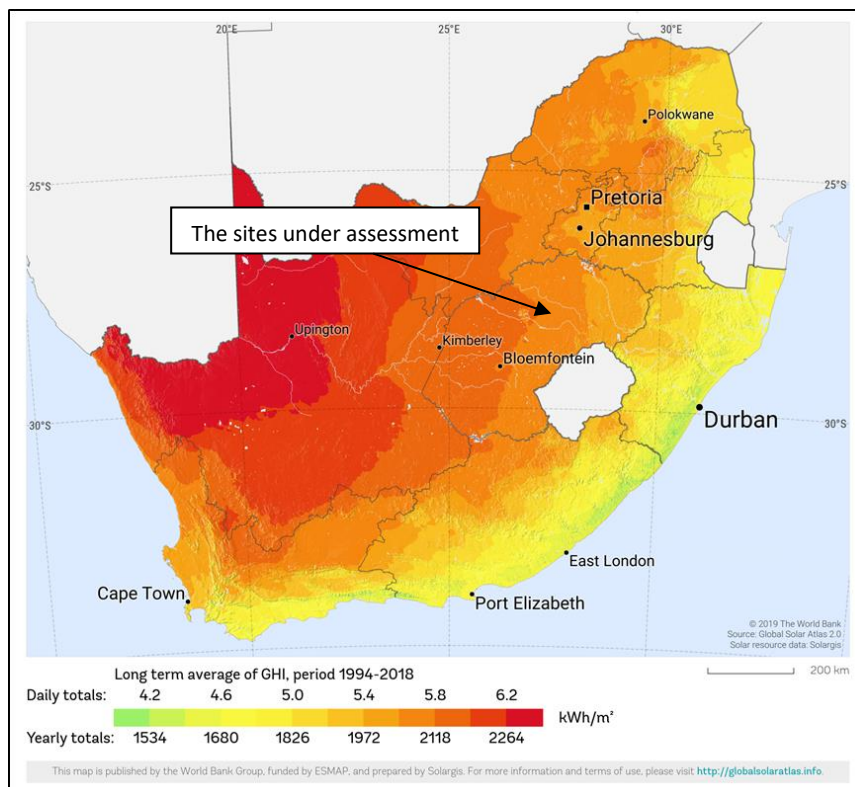 20°E 25°E 30°E
Polokwane
25°S 25°S
Pretoria
The sites under assessment
Johannesburg
Upington
Kimberley
Bloemfontein
Durban
30°S 30°S
East London
Cape Town
Port Elizabeth
© 2019 The World Bank
Source: Global Solar Atlas 2.0
Solar resource data: Solargis
Long term average of GHI, period 1994-2018
200 km
Daily totals: 4.2 4.6 5.0 5.4 5.8 6.2
kWh/m²
Yearly totals: 1534 1680 1826 1972 2118 2264
This map is published by the World Bank Group, funded by ESMAP, and prepared by Solargis. For more information and terms of use, please visit http://globalsolaratlas.info.